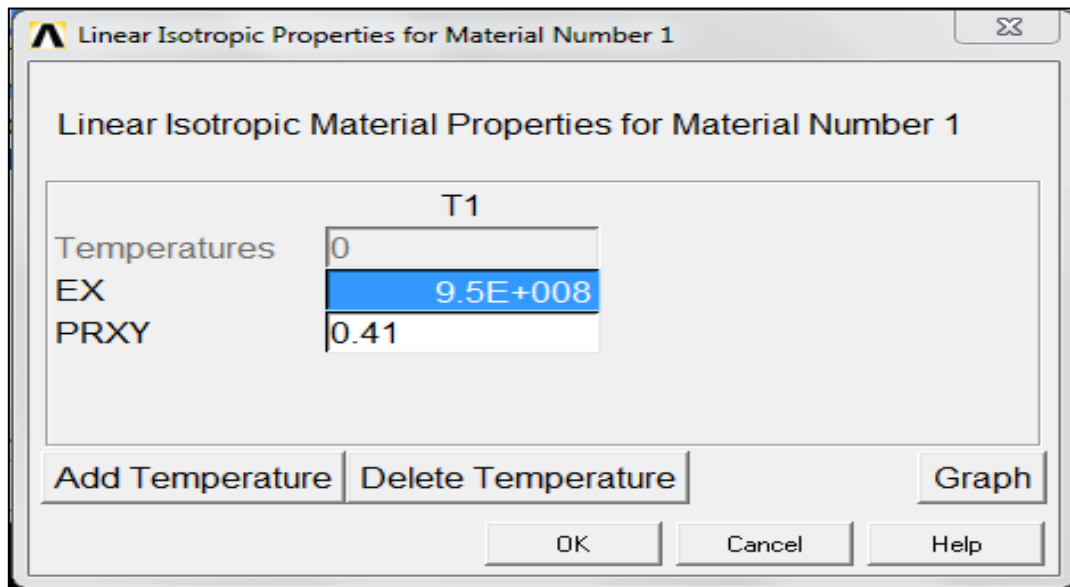 Linear Isotropic Properties for Material Number 1
Linear Isotropic Material Properties for Material Number 1
T1
Temperatures 0
EX 9.5E+008
PRXY 0.41
Add Temperature Delete Temperature Graph
OK Cancel Help